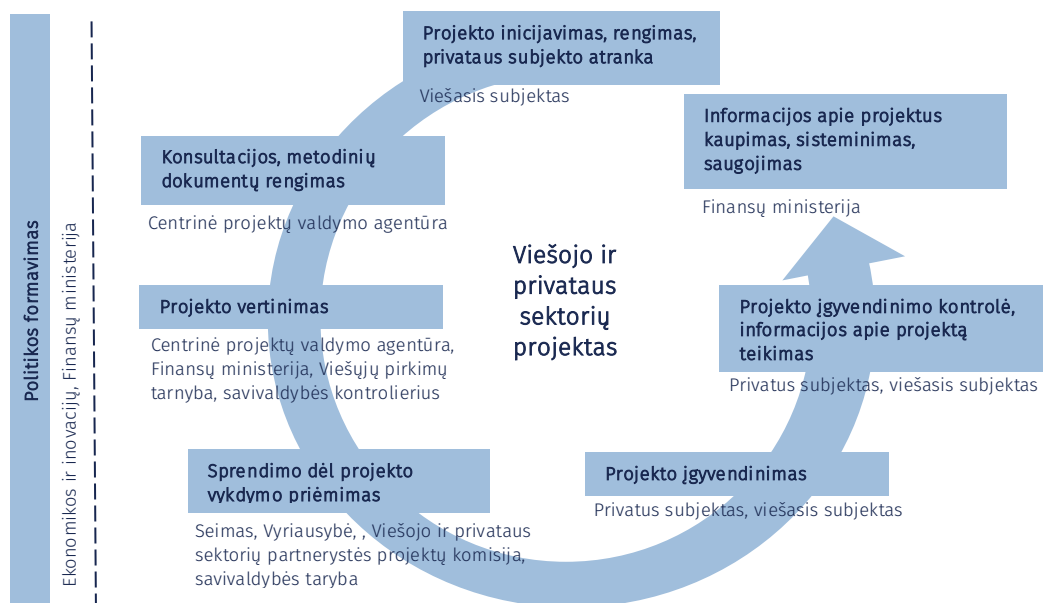 Politikos formavimas
Ekonomikos ir inovacijų, Finansų ministerija
Projekto inicijavimas, rengimas,
privataus subjekto atranka
Viešasis subjektas
Konsultacijos, metodinių
dokumentų rengimas
Centrinė projektų valdymo agentūra
Projekto vertinimas
Centrinė projektų valdymo agentūra,
Finansų ministerija, Viešųjų pirkimų
tarnyba, savivaldybės kontrolierius
Sprendimo dėl projekto
vykdymo priėmimas
Seimas, Vyriausybė, , Viešojo ir privataus
sektorių partnerystės projektų komisija,
savivaldybės taryba
Viešojo ir
privataus
sektorių
projektas
Projekto įgyvendinimas
Privatus subjektas, viešasis subjektas
Projekto įgyvendinimo kontrolė,
informacijos apie projektą
teikimas
Privatus subjektas, viešasis subjektas
Informacijos apie projektus
kaupimas, sisteminimas,
saugojimas
Finansų ministerija